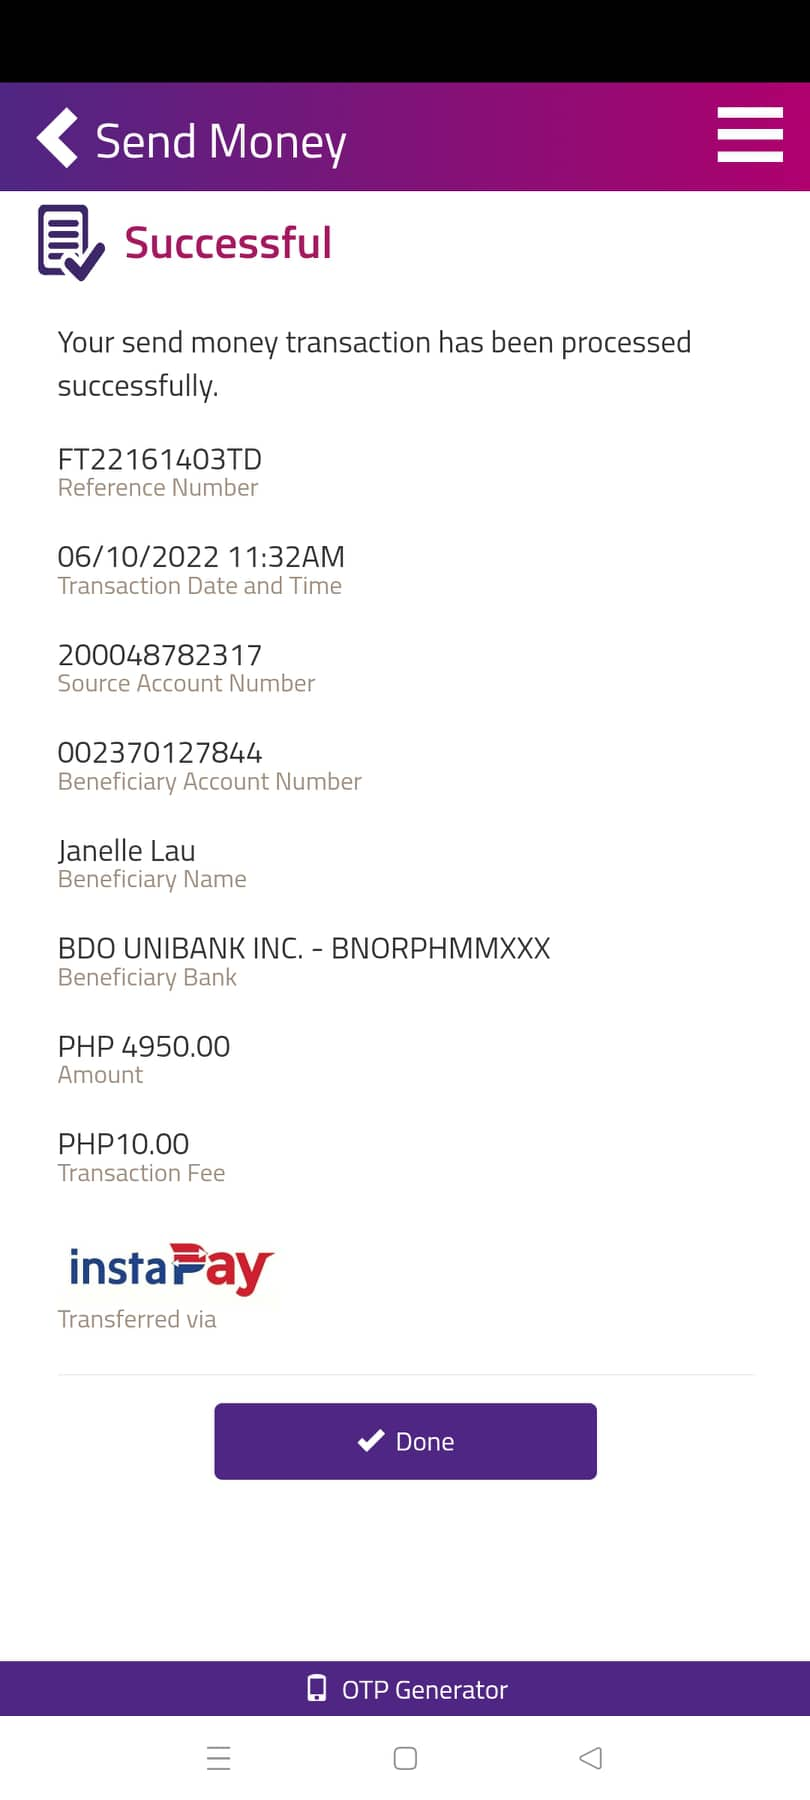 Send Money
Successful
Your send money transaction has been processed
successfully.
FT22161403TD
Reference Number
06/10/2022 11:32AM
Transaction Date and Time
200048782317
Source Account Number
002370127844
Beneficiary Account Number
Janelle Lau
Beneficiary Name
BDO UNIBANK INC. - BNORPHMMXXX
Beneficiary Bank
PHP 4950.00
Amount
PHP10.00
Transaction Fee
instaPay
Transferred via
Done
OTP Generator